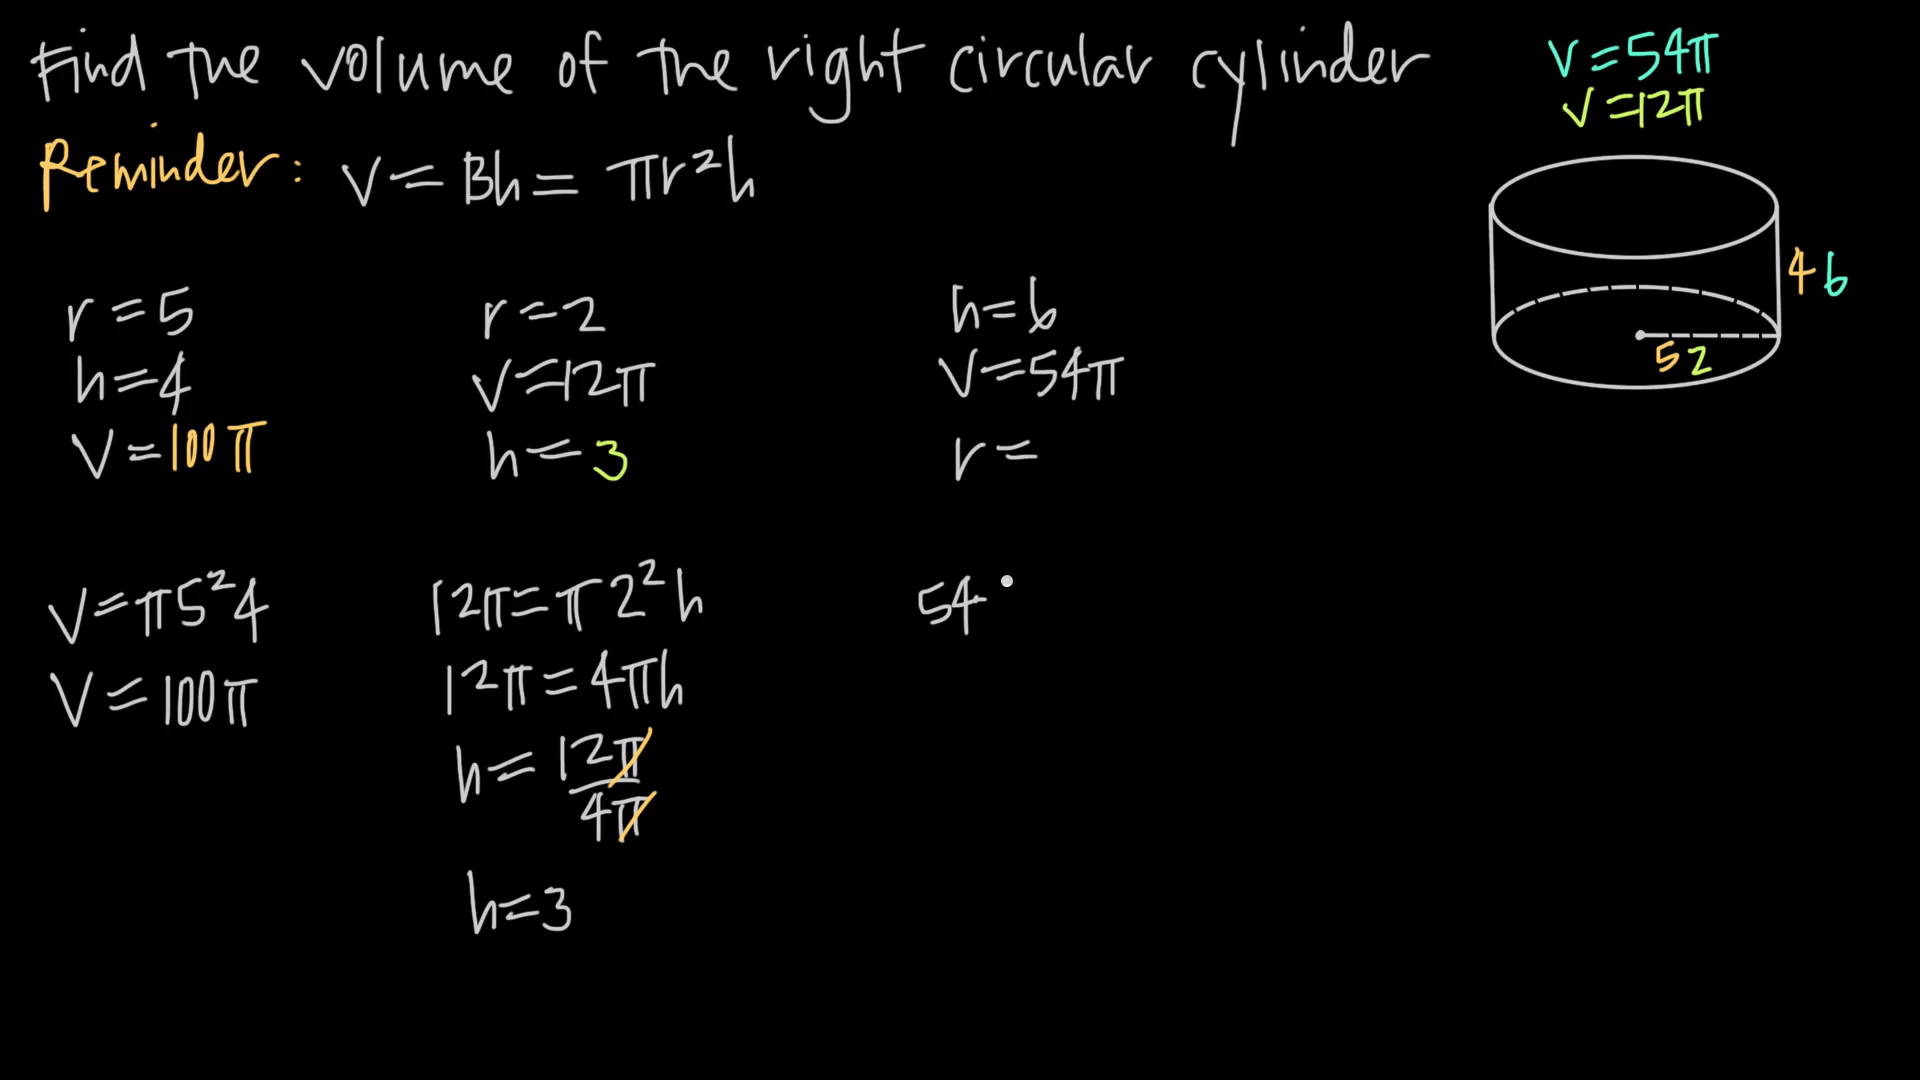 Find the volume of the right circular cylinder
Reminder: V = Bh = πr²h
V = 54π
V = 12π
4 6
5 2
r = 5
h = 4
V = 100π
r = 2
V = 12π
h = 3
h = 6
V = 54π
r =
V = π5²4
V = 100π
12π = π2²h
12π = 4πh
h = 12π/4π
h = 3
54